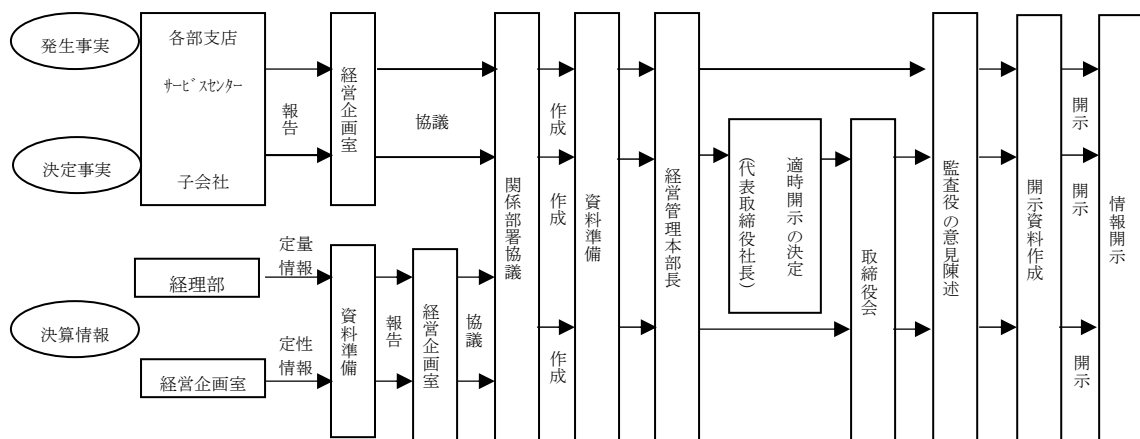 発生事実
決定事実
決算情報
各部支店
ｻｰﾋﾞｽｾﾝﾀｰ
子会社
報告
経営企画室
協議
経理部
経営企画室
定量
情報
定性
情報
資料準備
報告
経営企画室
協議
関係部署協議
作成
作成
作成
資料準備
経営管理本部長
適時開示の決定
(代表取締役社長)
取締役会
監査役の意見陳述
開示資料作成
開示
開示
開示
情報開示